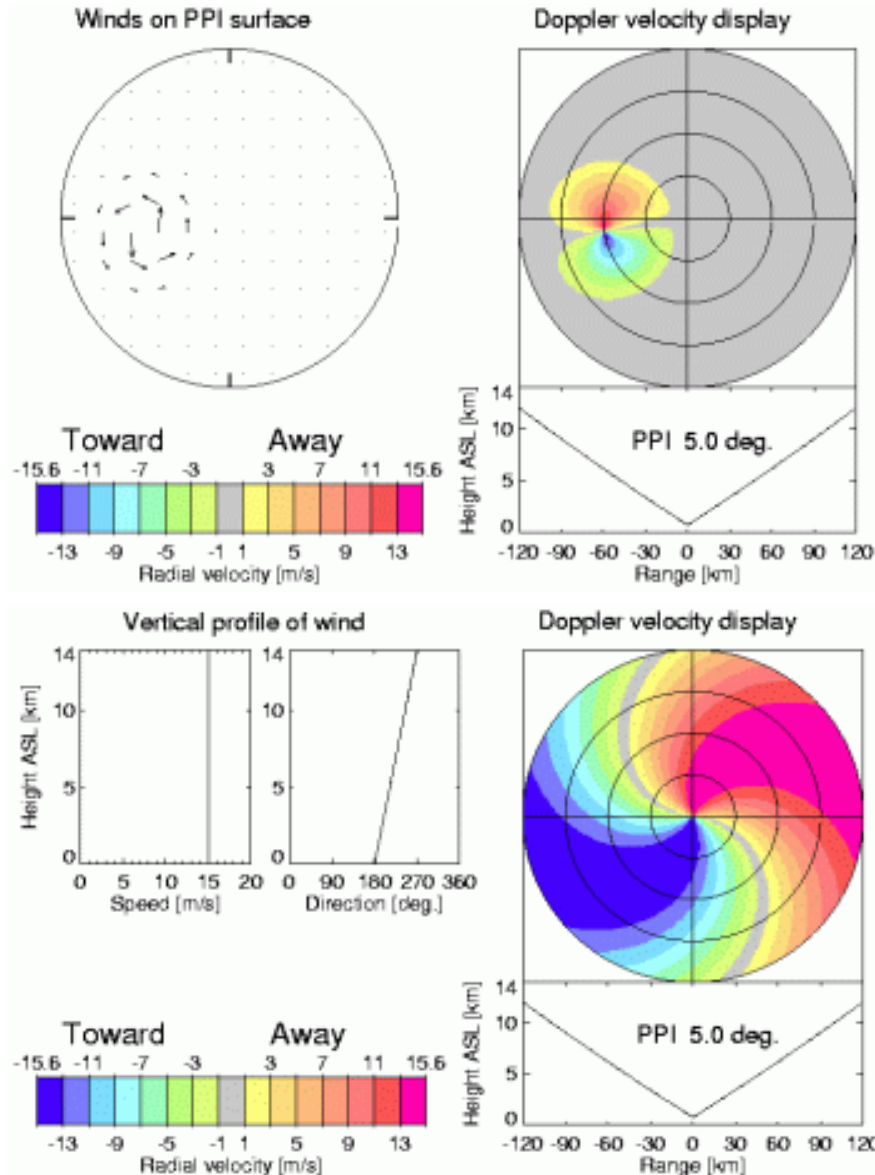 Winds on PPI surface
Doppler velocity display
Toward Away
-15.6 -11 -7 -3 3 7 11 15.6
-13 -9 -5 -1 1 5 9 13
Radial velocity [m/s]
14
10
5
0
Height ASL [km]
PPI 5.0 deg.
-120 -90 -60 -30 0 30 60 90 120
Range [km]
Vertical profile of wind
Doppler velocity display
14
10
5
0
Height ASL [km]
0 5 10 15 20
Speed [m/s]
14
10
5
0
0 90 180 270 360
Direction [deg.]
Toward Away
-15.6 -11 -7 -3 3 7 11 15.6
-13 -9 -5 -1 1 5 9 13
Radial velocity [m/s]
14
10
5
0
Height ASL [km]
PPI 5.0 deg.
-120 -90 -60 -30 0 30 60 90 120
Range [km]